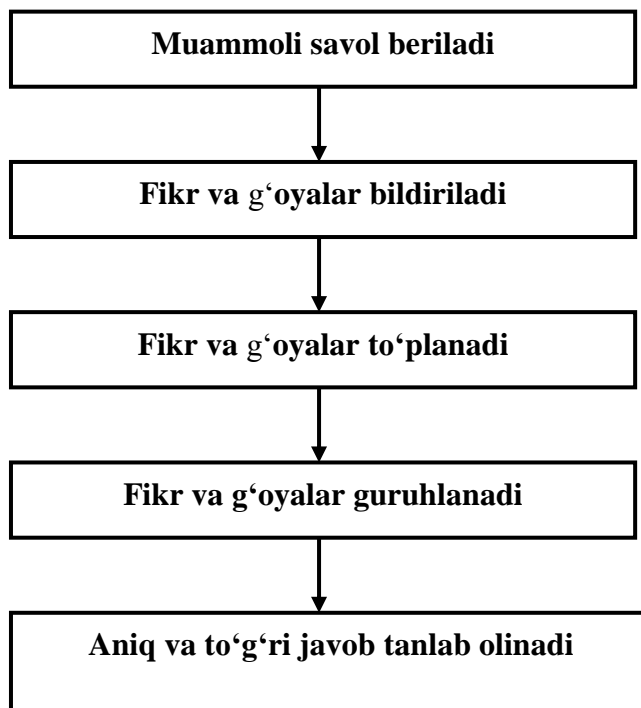 Muammoli savol beriladi
Fikr va g‘oyalar bildiriladi
Fikr va g‘oyalar to‘planadi
Fikr va g‘oyalar guruhlanadi
Aniq va to‘g‘ri javob tanlab olinadi